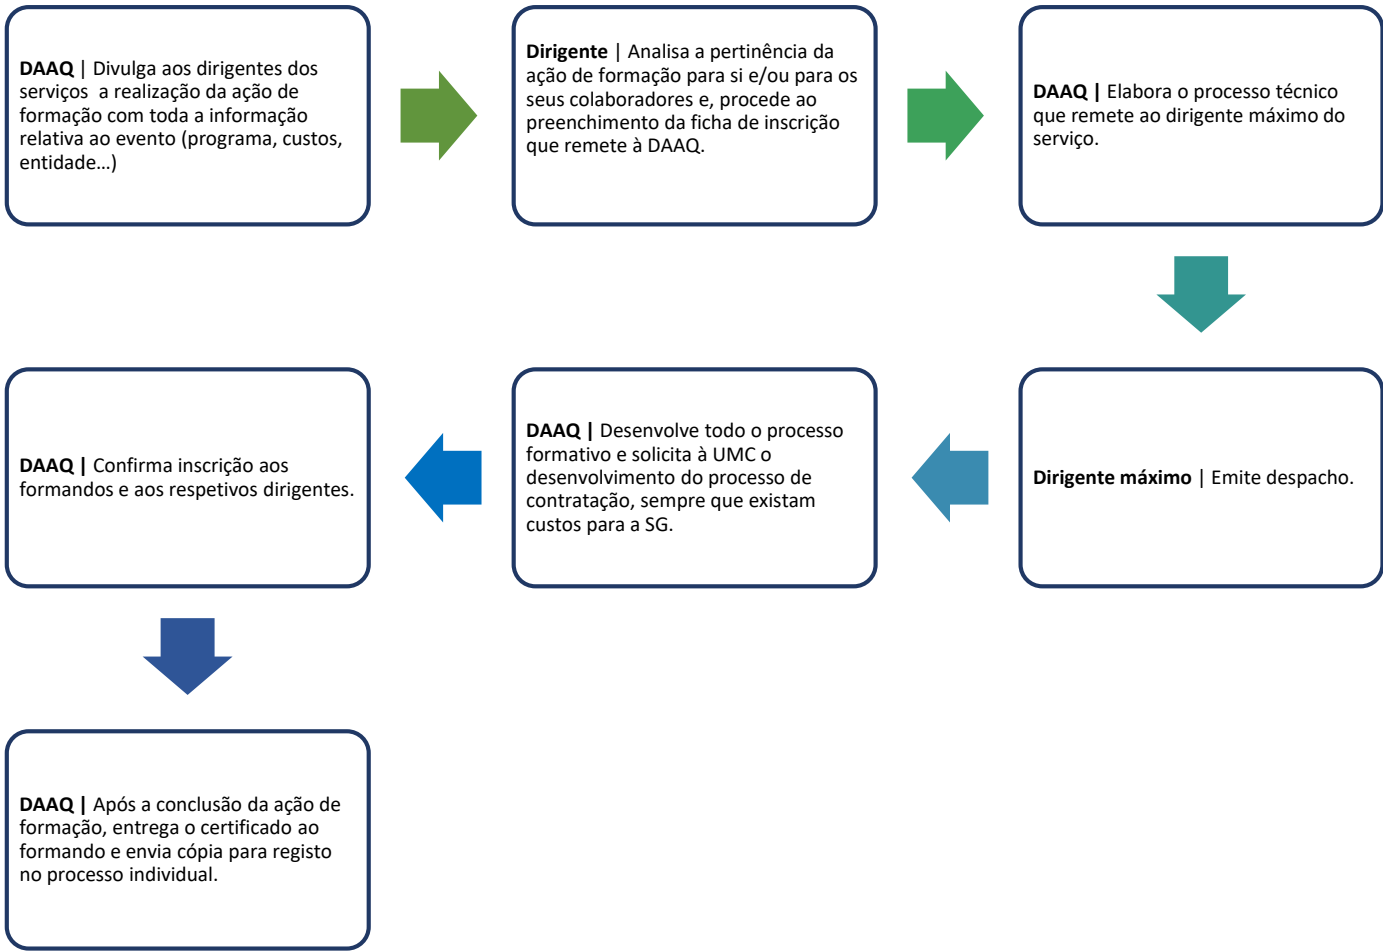 DAAQ | Divulga aos dirigentes dos
serviços  a realização da ação de
formação com toda a informação
relativa ao evento (programa, custos,
entidade…)
Dirigente | Analisa a pertinência da
ação de formação para si e/ou para os
seus colaboradores e, procede ao
preenchimento da ficha de inscrição
que remete à DAAQ.
DAAQ | Elabora o processo técnico
que remete ao dirigente máximo do
serviço.
Dirigente máximo | Emite despacho.
DAAQ | Desenvolve todo o processo
formativo e solicita à UMC o
desenvolvimento do processo de
contratação, sempre que existam
custos para a SG.
DAAQ | Confirma inscrição aos
formandos e aos respetivos dirigentes.
DAAQ | Após a conclusão da ação de
formação, entrega o certificado ao
formando e envia cópia para registo
no processo individual.